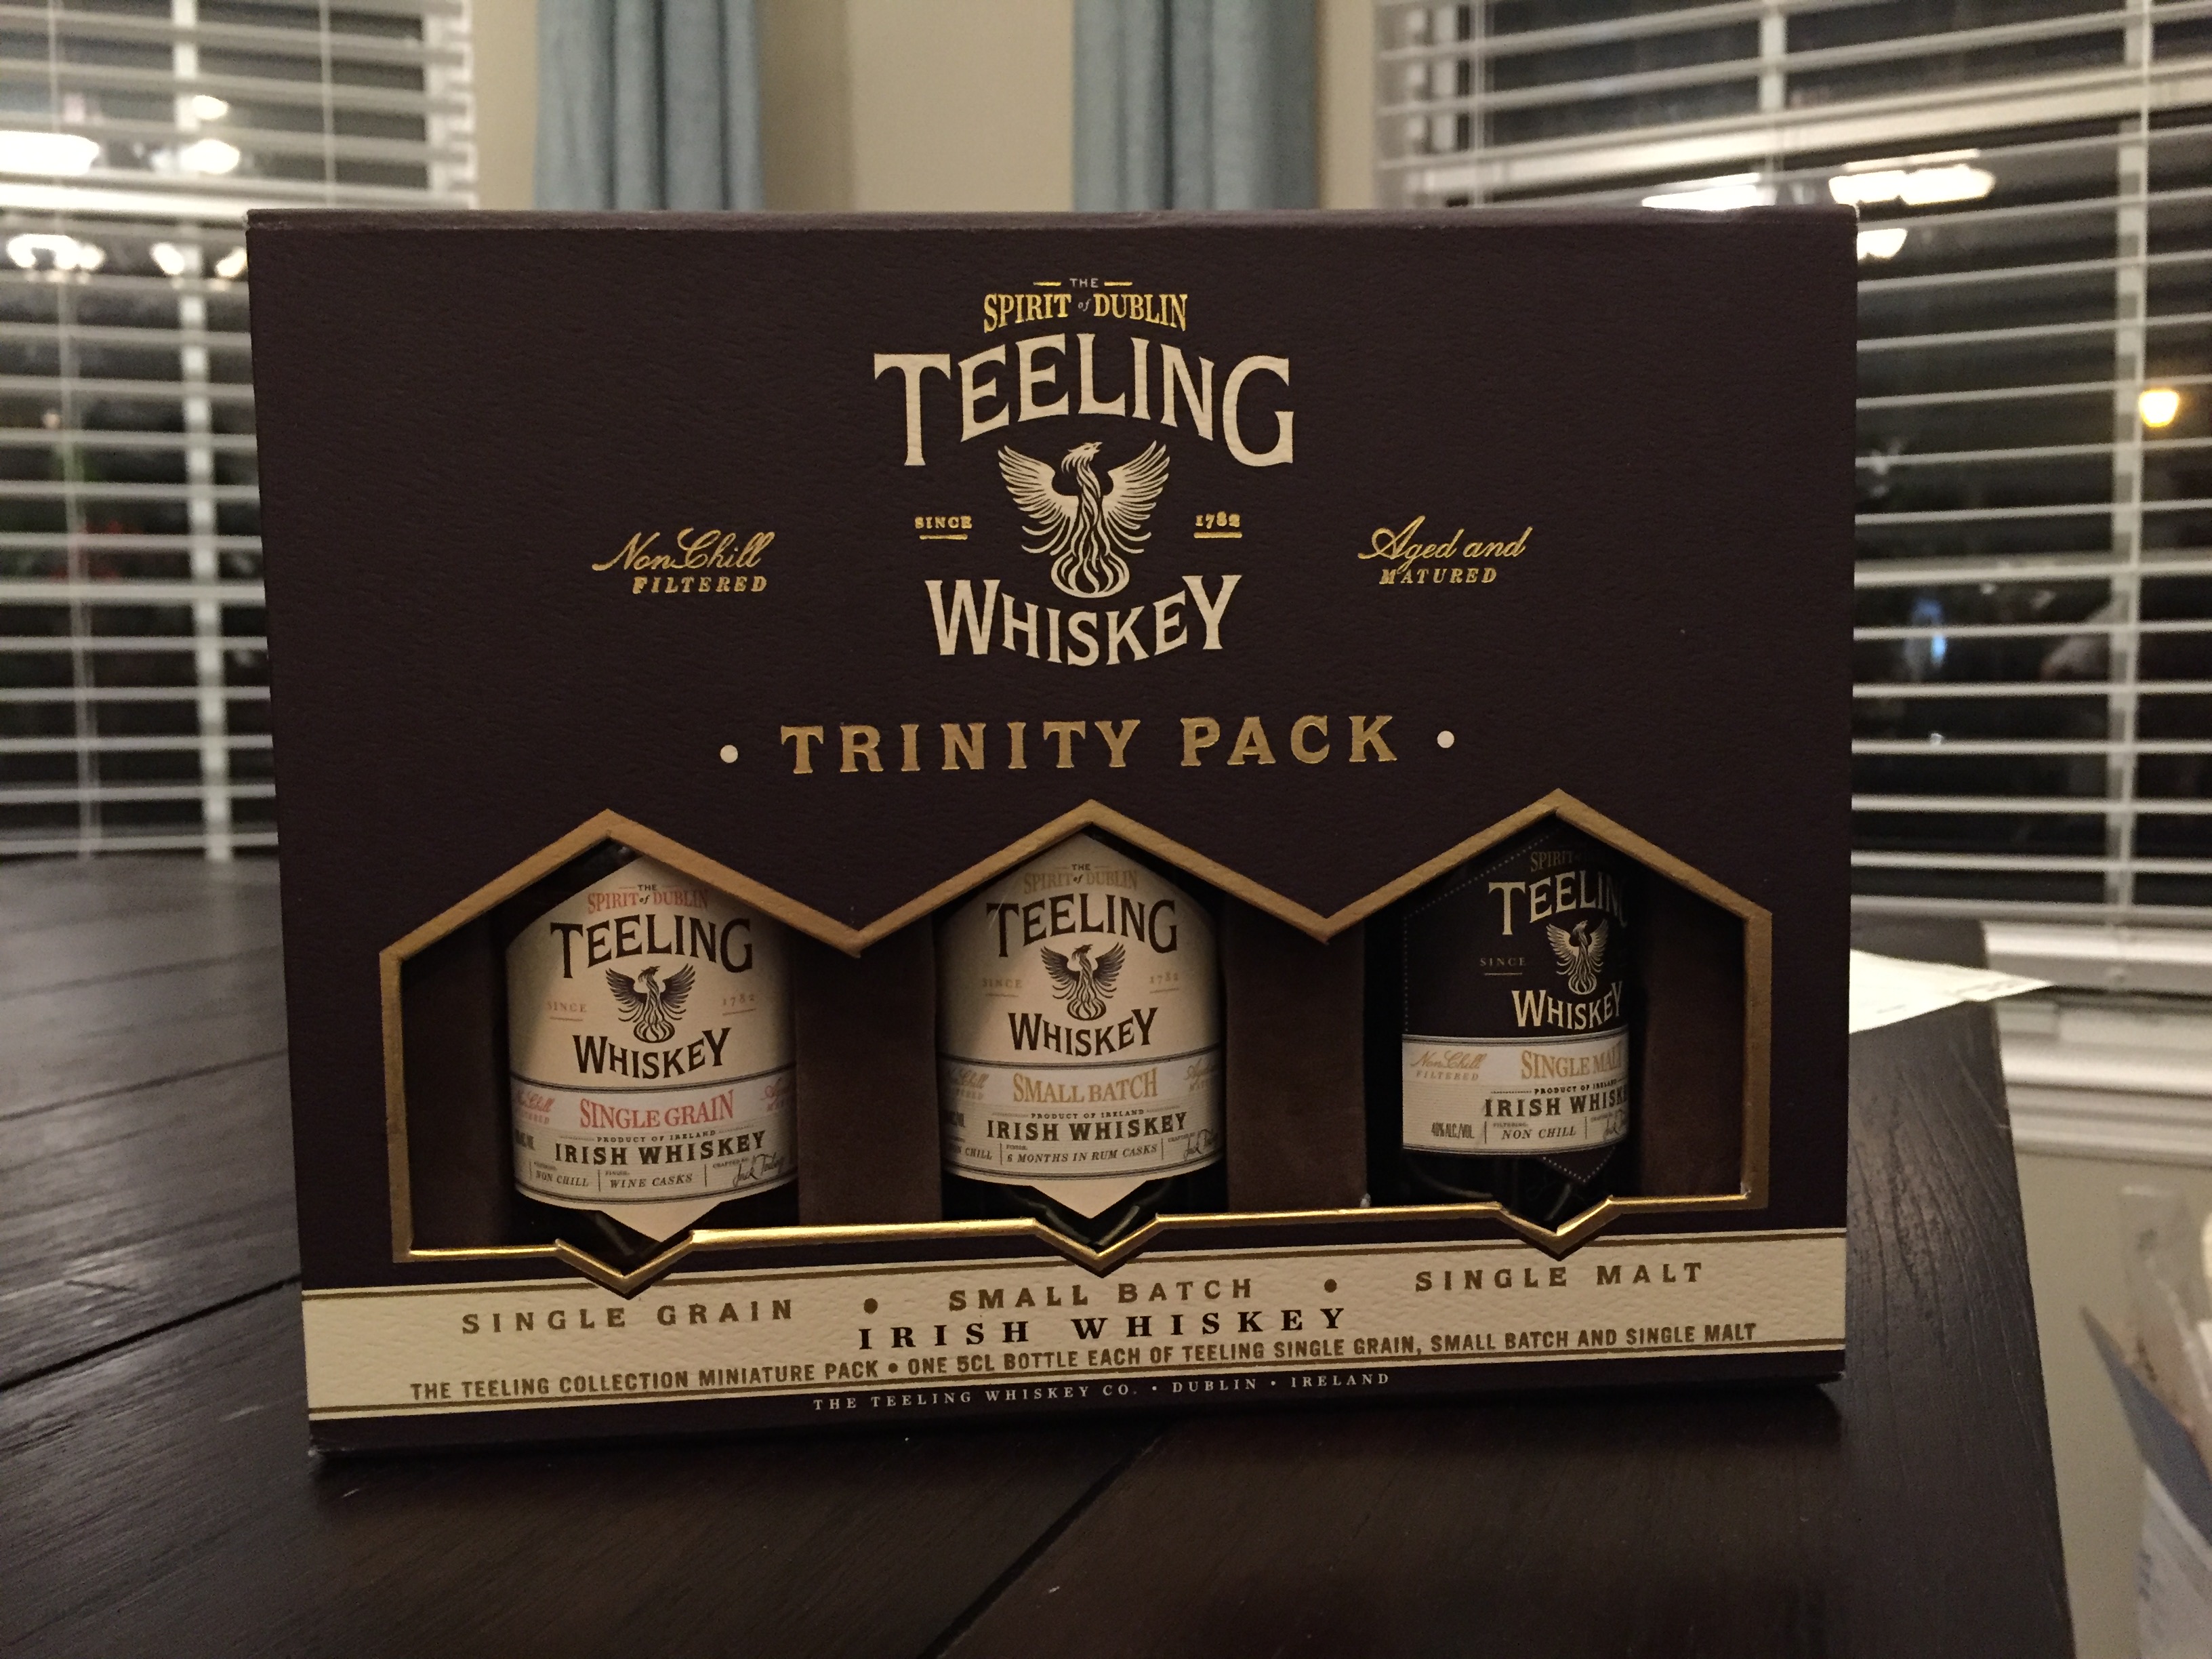 THE
SPIRIT of DUBLIN
TEELING
SINCE 1782
WHISKEY
Non Chill
FILTERED
Aged and
MATURED
• TRINITY PACK •
THE
SPIRIT of DUBLIN
TEELING
SINCE 1782
WHISKEY
SINGLE GRAIN
PRODUCT OF IRELAND
IRISH WHISKEY
NON CHILL WINE CASKS
THE
SPIRIT of DUBLIN
TEELING
SINCE 1782
WHISKEY
SMALL BATCH
PRODUCT OF IRELAND
IRISH WHISKEY
CHILL 6 MONTHS IN RUM CASKS
SPIRIT
TEELING
SINCE
WHISKEY
Non Chill
FILTERED
SINGLE MALT
PRODUCT OF IRELAND
IRISH WHISK
NON CHILL
SINGLE GRAIN • SMALL BATCH • SINGLE MALT
IRISH WHISKEY
THE TEELING COLLECTION MINIATURE PACK • ONE 5CL BOTTLE EACH OF TEELING SINGLE GRAIN, SMALL BATCH AND SINGLE MALT
THE TEELING WHISKEY CO. • DUBLIN • IRELAND